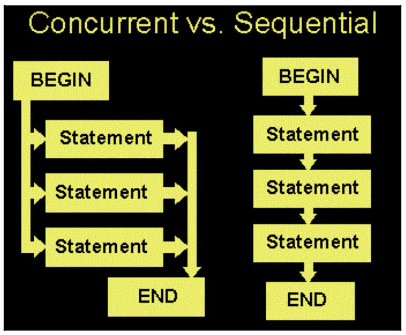 Concurrent vs. Sequential
BEGIN
Statement
Statement
Statement
END
BEGIN
Statement
Statement
Statement
END